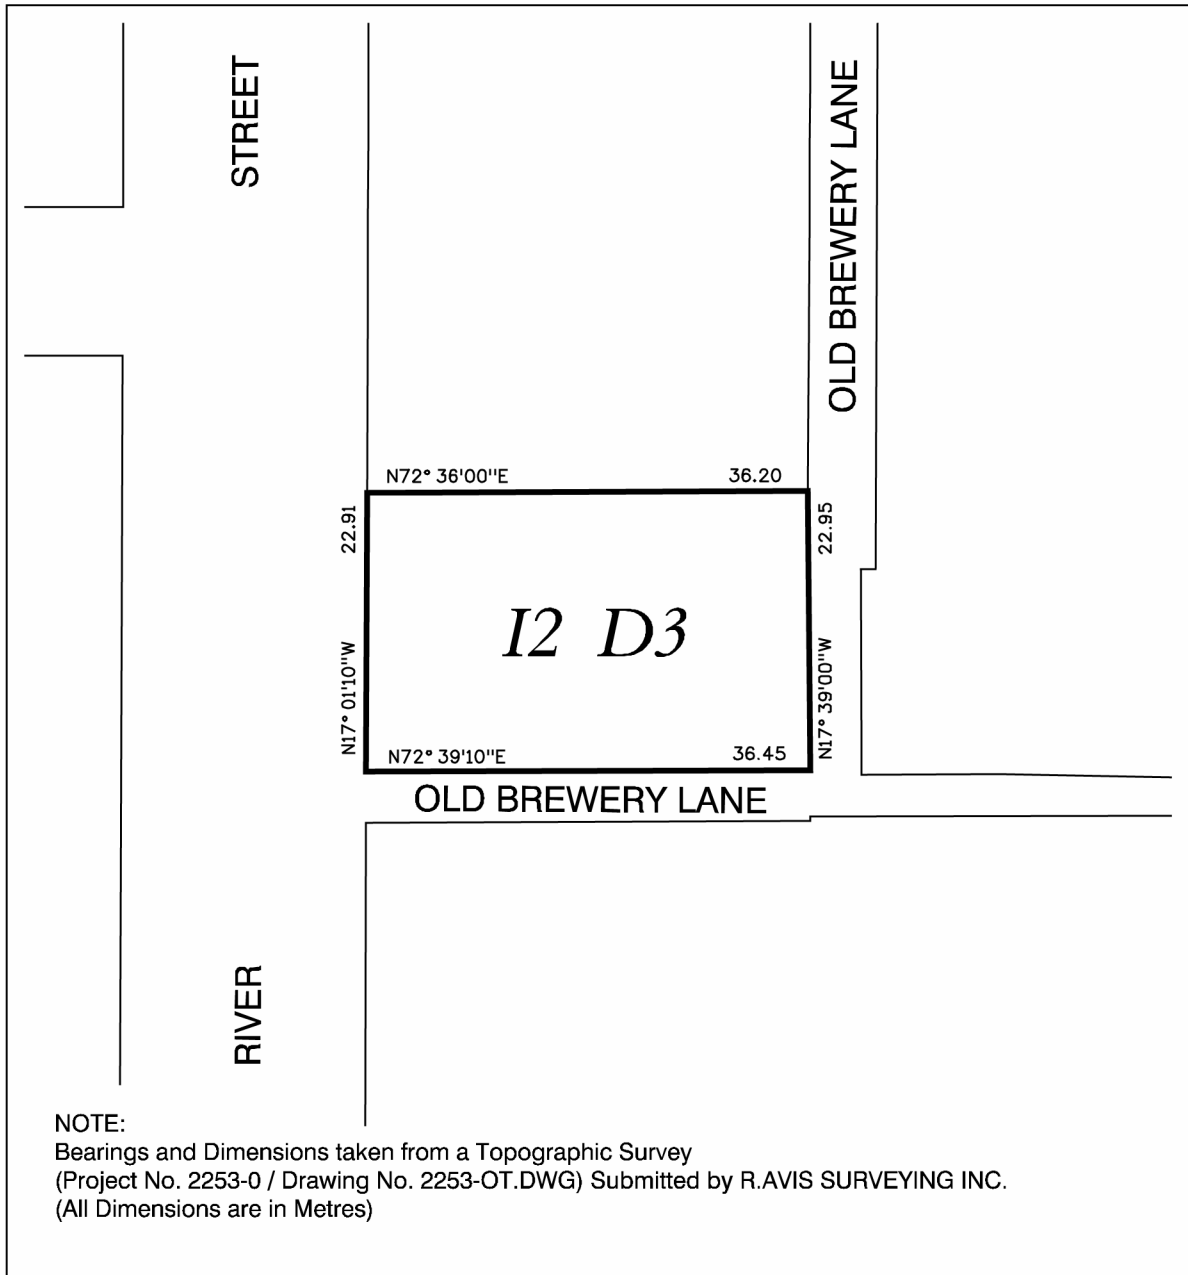 STREET
OLD BREWERY LANE
N72° 36'00"E 36.20
22.91
22.95
I2 D3
N17° 01'10"W
N17° 39'00"W
N72° 39'10"E 36.45
OLD BREWERY LANE
RIVER
NOTE:
Bearings and Dimensions taken from a Topographic Survey
(Project No. 2253-0 / Drawing No. 2253-OT.DWG) Submitted by R.AVIS SURVEYING INC.
(All Dimensions are in Metres)